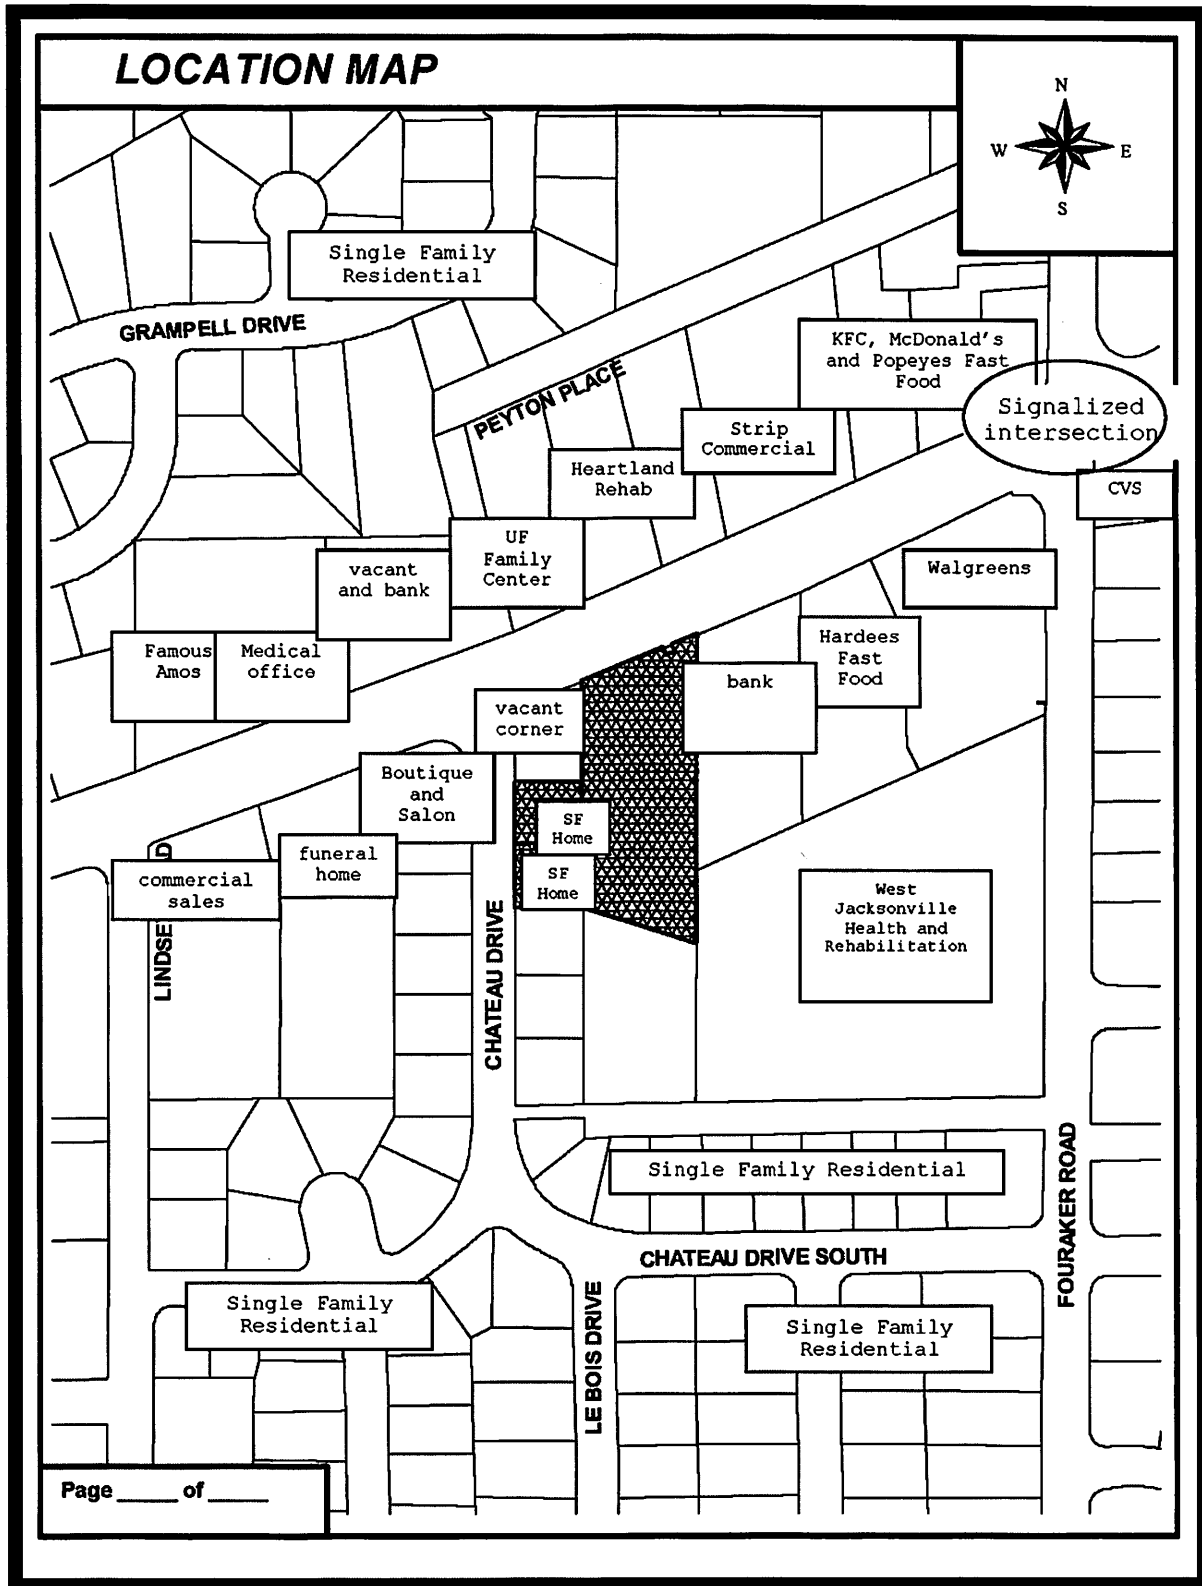 LOCATION MAP
N
W
E
S
Single Family
Residential
GRAMPELL DRIVE
PEYTON PLACE
KFC, McDonald's
and Popeyes Fast
Food
Signalized
intersection
Strip
Commercial
Heartland
Rehab
CVS
UF
Family
Center
vacant
and bank
Walgreens
Famous
Amos
Medical
office
Hardees
Fast
Food
bank
vacant
corner
Boutique
and
Salon
SF
Home
SF
Home
funeral
home
commercial
sales
LINDSE
D
CHATEAU DRIVE
West
Jacksonville
Health and
Rehabilitation
Single Family Residential
FOURAKER ROAD
CHATEAU DRIVE SOUTH
Single Family
Residential
LE BOIS DRIVE
Single Family
Residential
Page _____ of _____